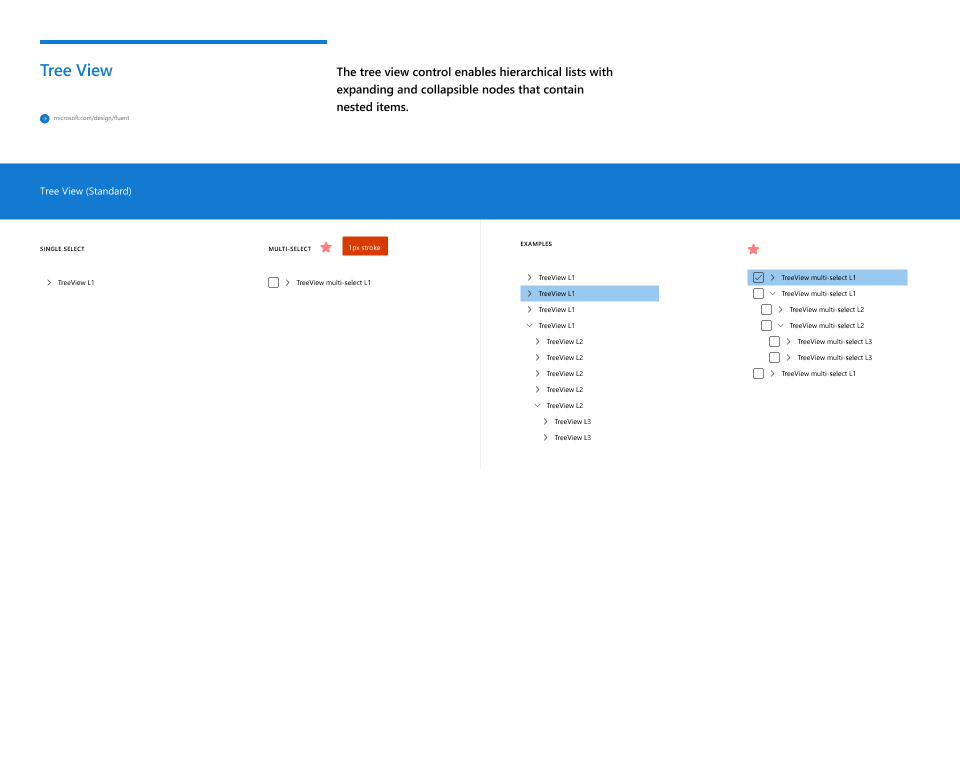 Tree View
The tree view control enables hierarchical lists with
expanding and collapsible nodes that contain
nested items.
microsoft.com/design/fluent
Tree View (Standard)
SINGLE SELECT
TreeView L1
MULTI-SELECT
1px stroke
TreeView multi-select L1
EXAMPLES
TreeView L1
TreeView L1
TreeView L1
TreeView L1
TreeView L2
TreeView L2
TreeView L2
TreeView L2
TreeView L2
TreeView L3
TreeView L3
TreeView multi-select L1
TreeView multi-select L1
TreeView multi-select L2
TreeView multi-select L2
TreeView multi-select L3
TreeView multi-select L3
TreeView multi-select L1